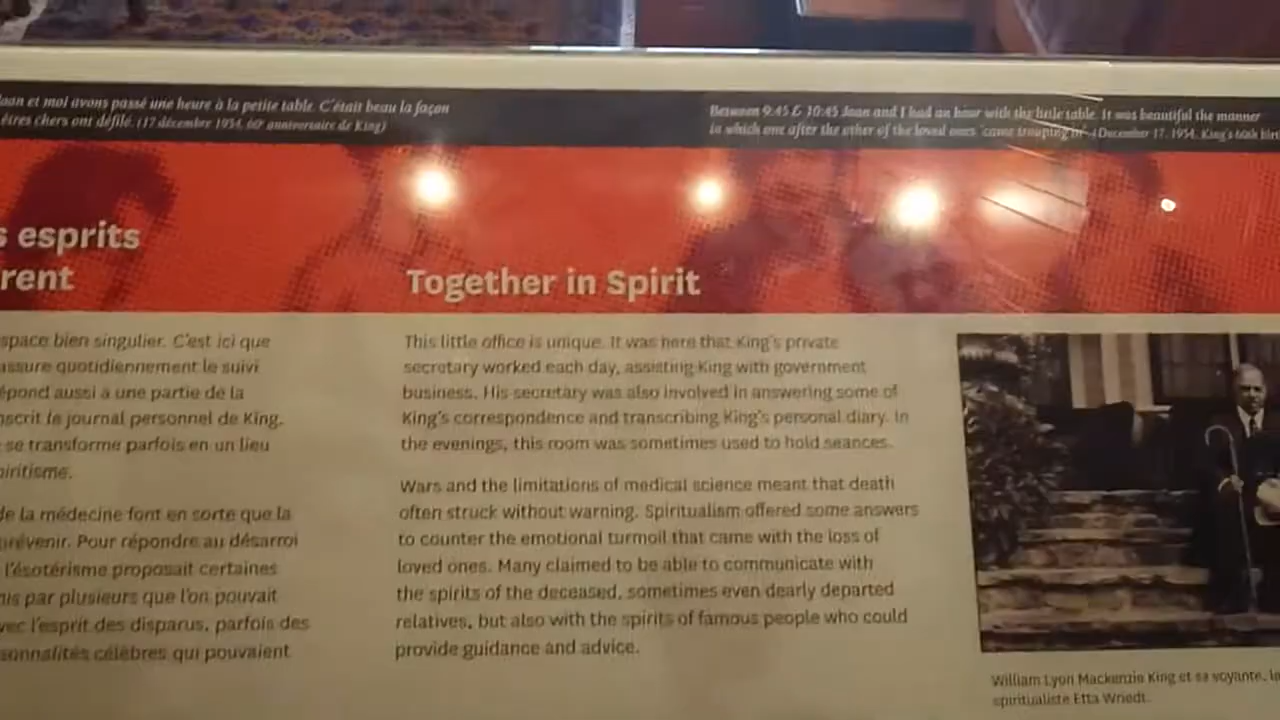 Joan et moi avons passé une heure à la petite table. C'était beau la façon
êtres chers ont défilé. (17 décembre 1934, 60e anniversaire de King)
Between 9:45 & 10:45 Joan and I had an hour with the little table. It was beautiful the manner
in which one after the other of the loved ones 'came trouping in' (December 17, 1934, King's 60th
esprits
rent
Together in Spirit
space bien singulier. C'est ici que
assure quotidiennement le suivi
épond aussi à une partie de la
nscrit le journal personnel de King.
se transforme parfois en un lieu
piritisme.
de la médecine font en sorte que la
prévenir. Pour répondre au désarroi
l'ésotérisme proposait certaines
mis par plusieurs que l'on pouvait
vec l'esprit des disparus, parfois des
sonnalités célèbres qui pouvaient
This little office is unique. It was here that King's private
secretary worked each day, assisting King with government
business. His secretary was also involved in answering some of
King's correspondence and transcribing King's personal diary. In
the evenings, this room was sometimes used to hold seances.
Wars and the limitations of medical science meant that death
often struck without warning. Spiritualism offered some answers
to counter the emotional turmoil that came with the loss of
loved ones. Many claimed to be able to communicate with
the spirits of the deceased, sometimes even dearly departed
relatives, but also with the spirits of famous people who could
provide guidance and advice.
William Lyon Mackenzie King et sa voyante, la
spiritualiste Etta Wriedt.